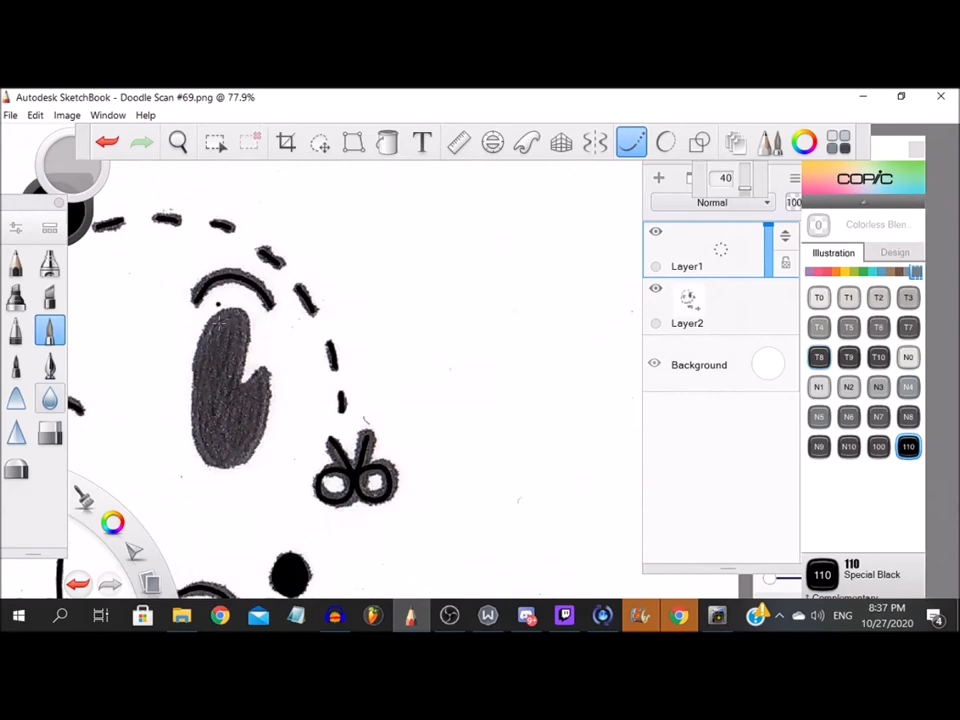 Autodesk SketchBook - Doodle Scan #69.png @ 77.9%
File Edit Image Window Help
T
40
COPIC
Normal
100
0 Colorless Blen..
Illustration Design
Layer1
T0 T1 T2 T3
Layer2
T4 T5 T6 T7
T8 T9 T10 N0
Background
N1 N2 N3 N4
N5 N6 N7 N8
N9 N10 100 110
110 110
Special Black
Complementary
8:37 PM
ENG
10/27/2020
4